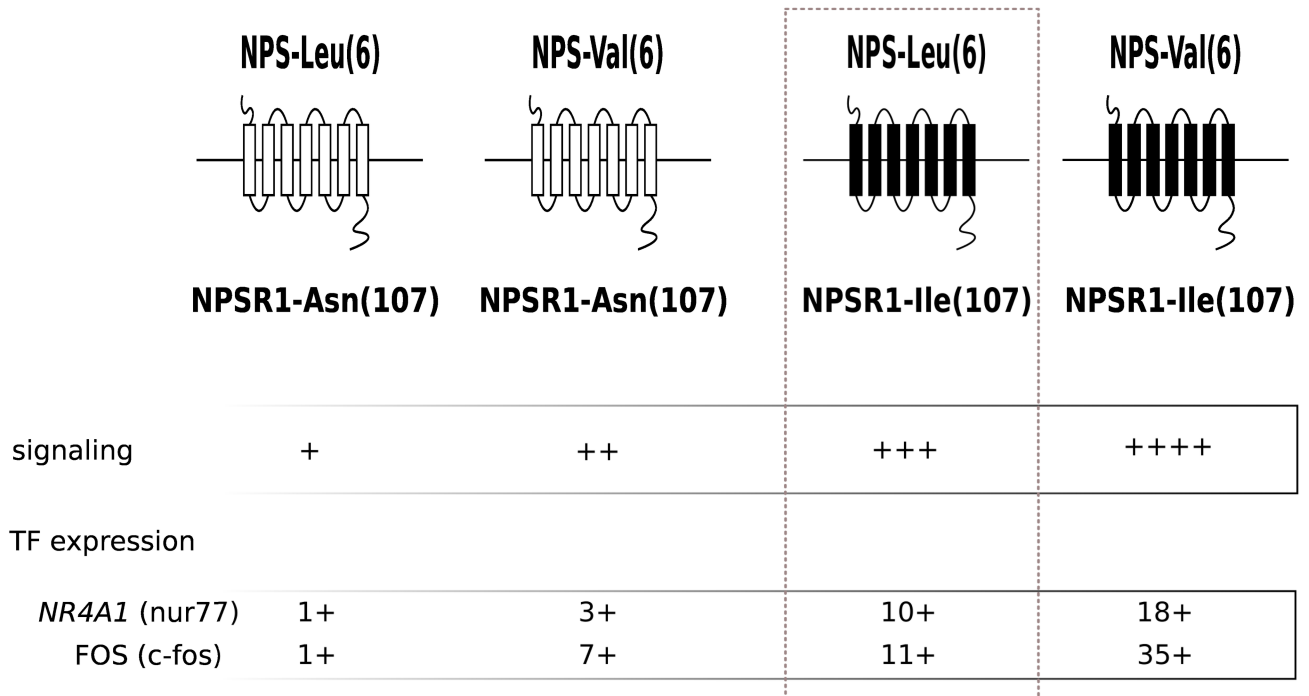 NPS-Leu(6) NPS-Val(6) NPS-Leu(6) NPS-Val(6)
NPSR1-Asn(107) NPSR1-Asn(107) NPSR1-Ile(107) NPSR1-Ile(107)
signaling + ++ +++ ++++
TF expression
NR4A1 (nur77) 1+ 3+ 10+ 18+
FOS (c-fos) 1+ 7+ 11+ 35+